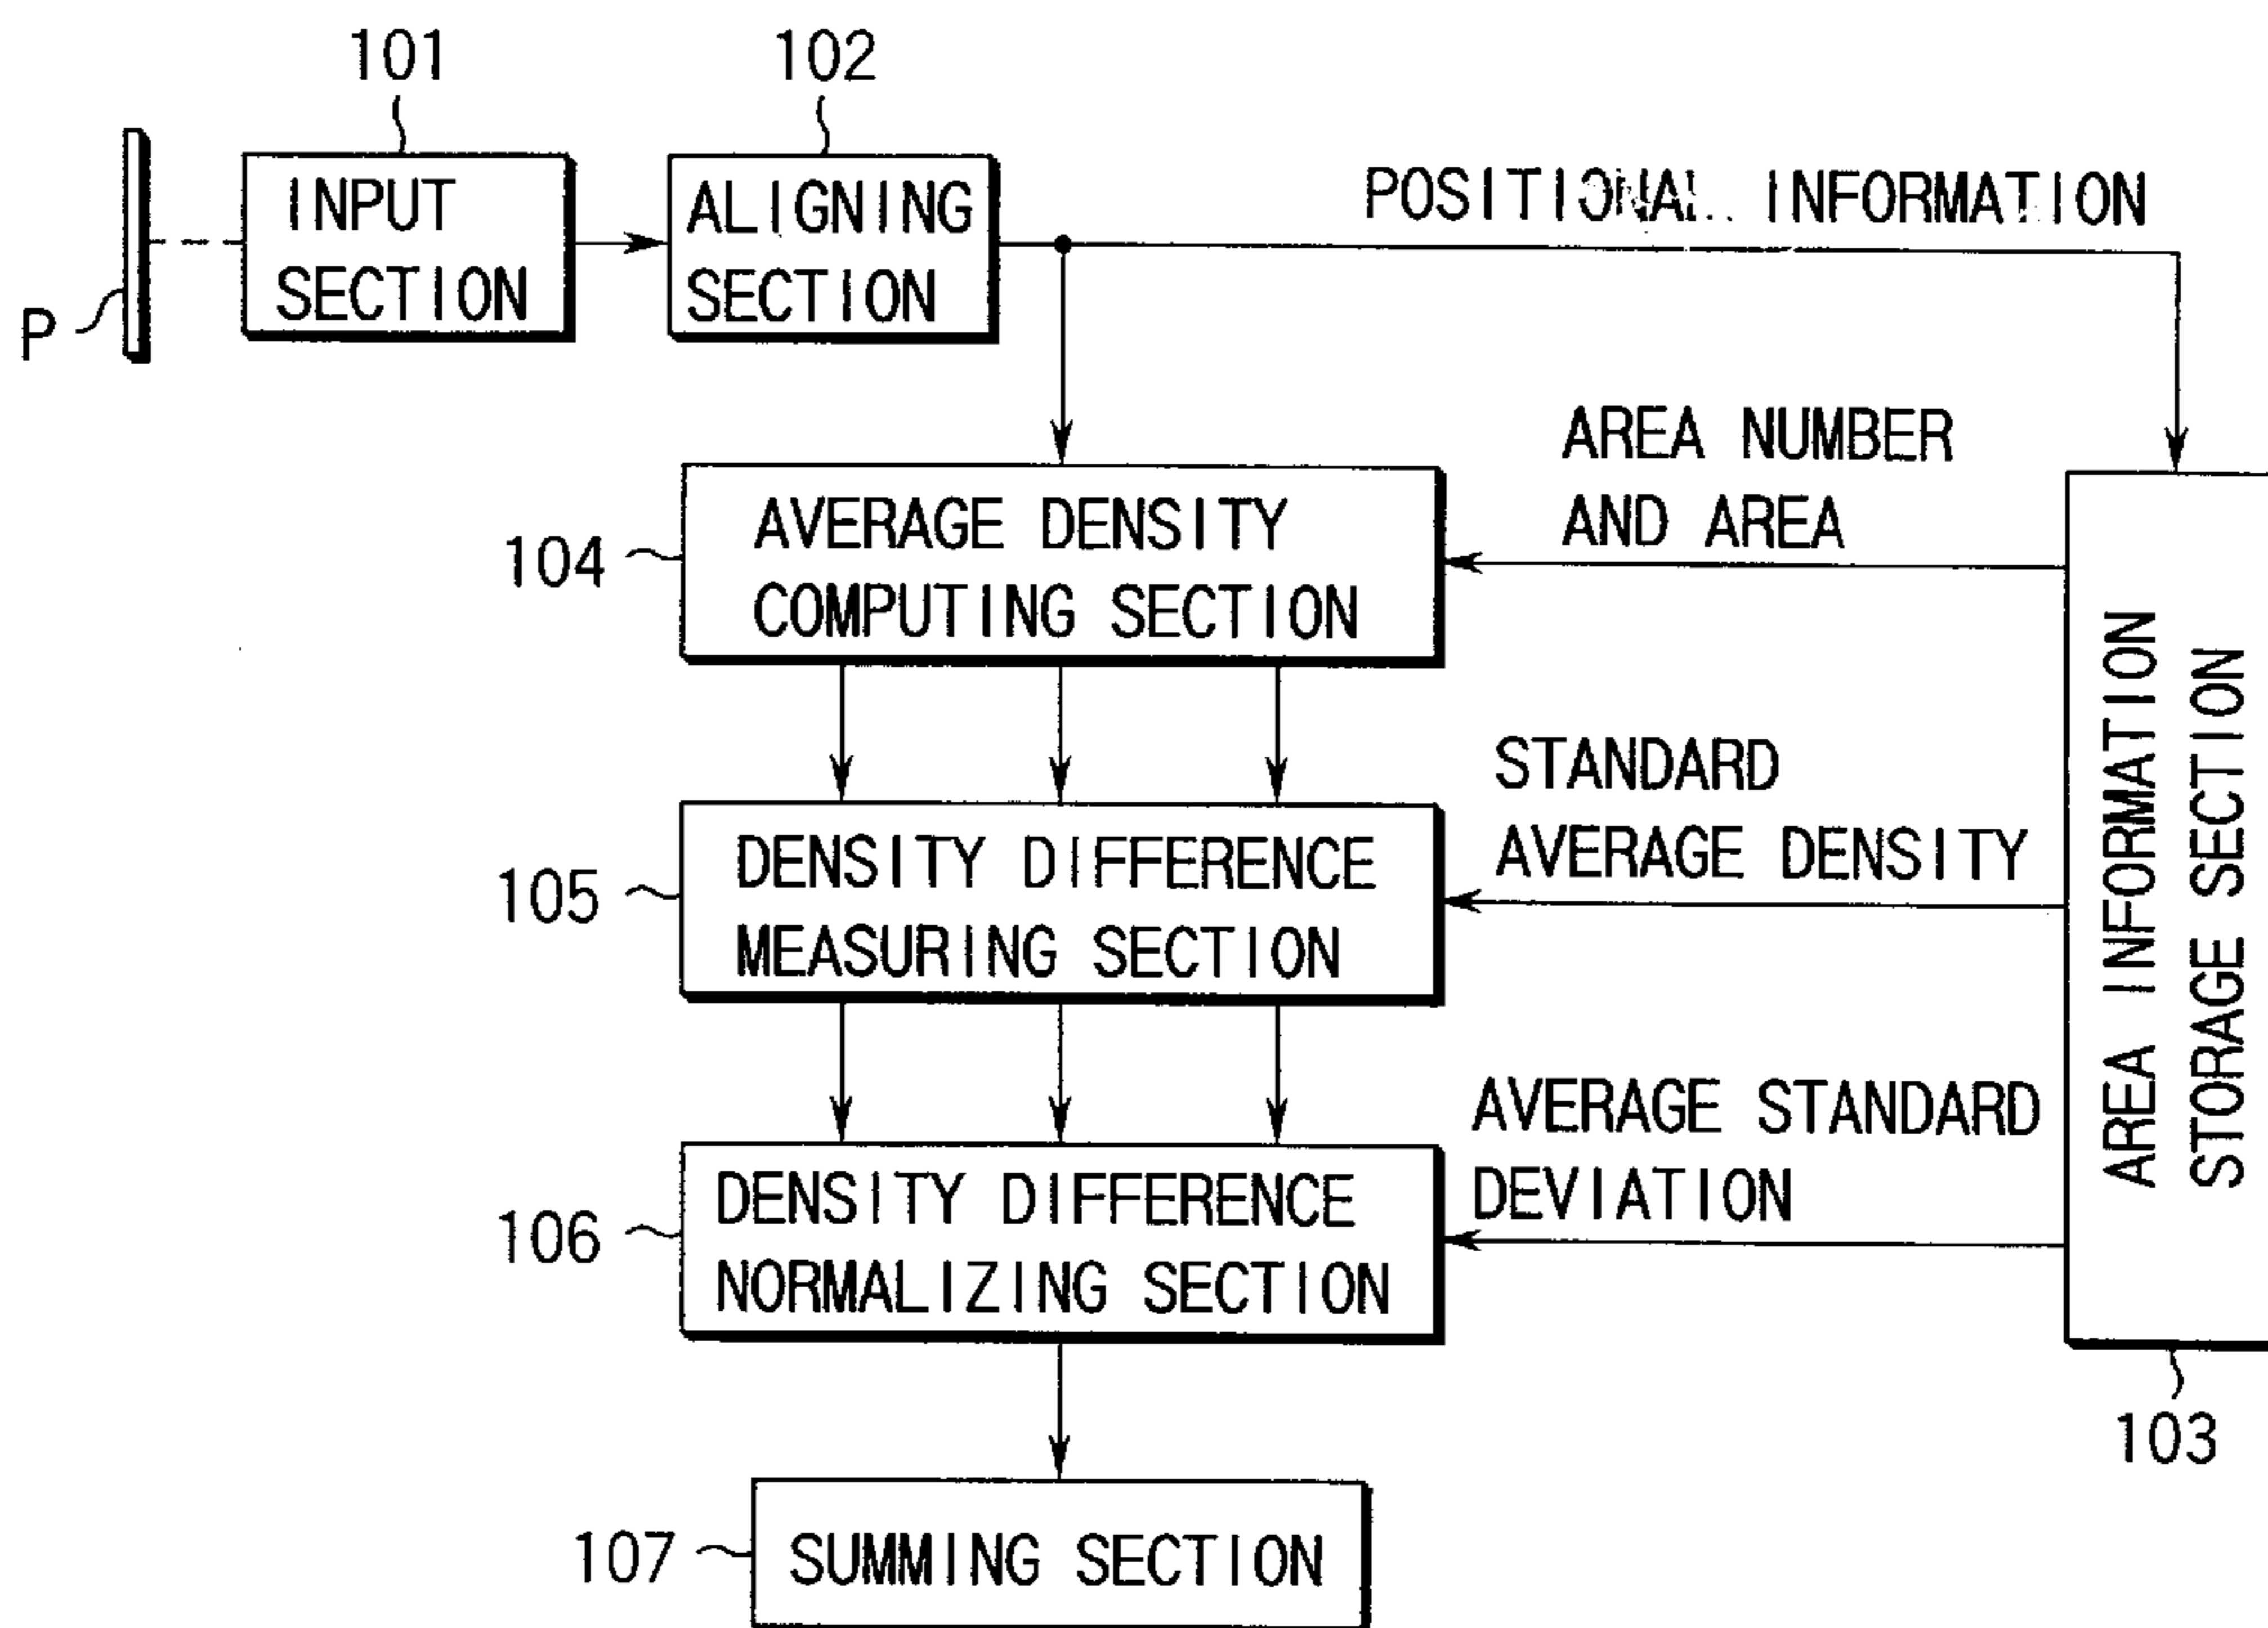 101
102
P
INPUT
SECTION
ALIGNING
SECTION
POSITIONAL INFORMATION
AREA NUMBER
AND AREA
104
AVERAGE DENSITY
COMPUTING SECTION
STANDARD
AVERAGE DENSITY
105
DENSITY DIFFERENCE
MEASURING SECTION
AVERAGE STANDARD
DEVIATION
106
DENSITY DIFFERENCE
NORMALIZING SECTION
AREA INFORMATION
STORAGE SECTION
103
107
SUMMING SECTION